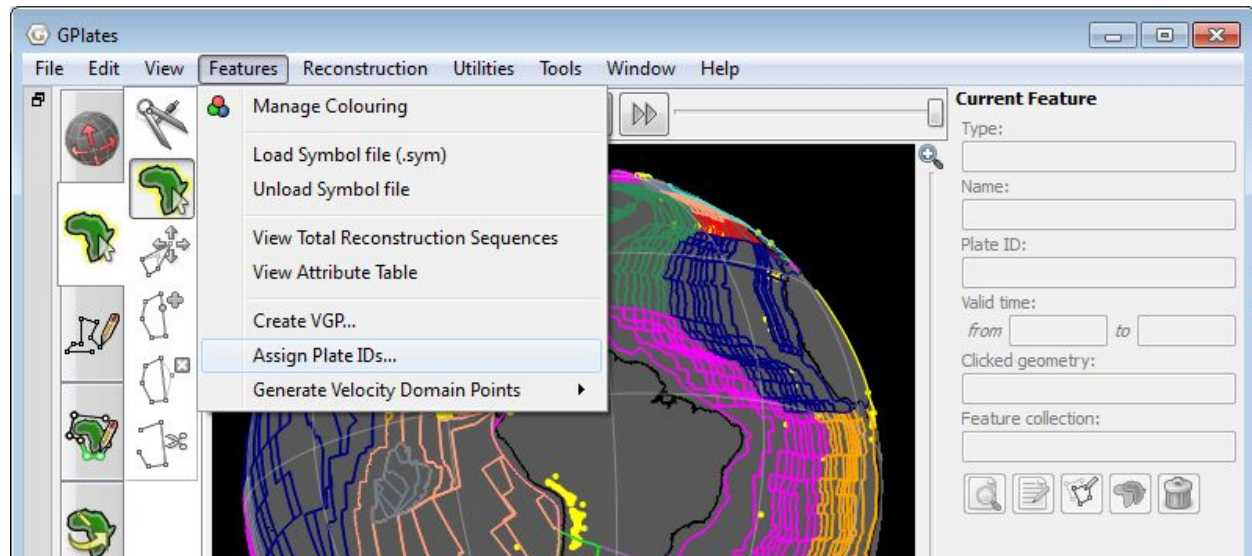 GPlates
File Edit View Features Reconstruction Utilities Tools Window Help
Manage Colouring
Load Symbol file (.sym)
Unload Symbol file
View Total Reconstruction Sequences
View Attribute Table
Create VGP...
Assign Plate IDs...
Generate Velocity Domain Points
Current Feature
Type:
Name:
Plate ID:
Valid time:
from to
Clicked geometry:
Feature collection: